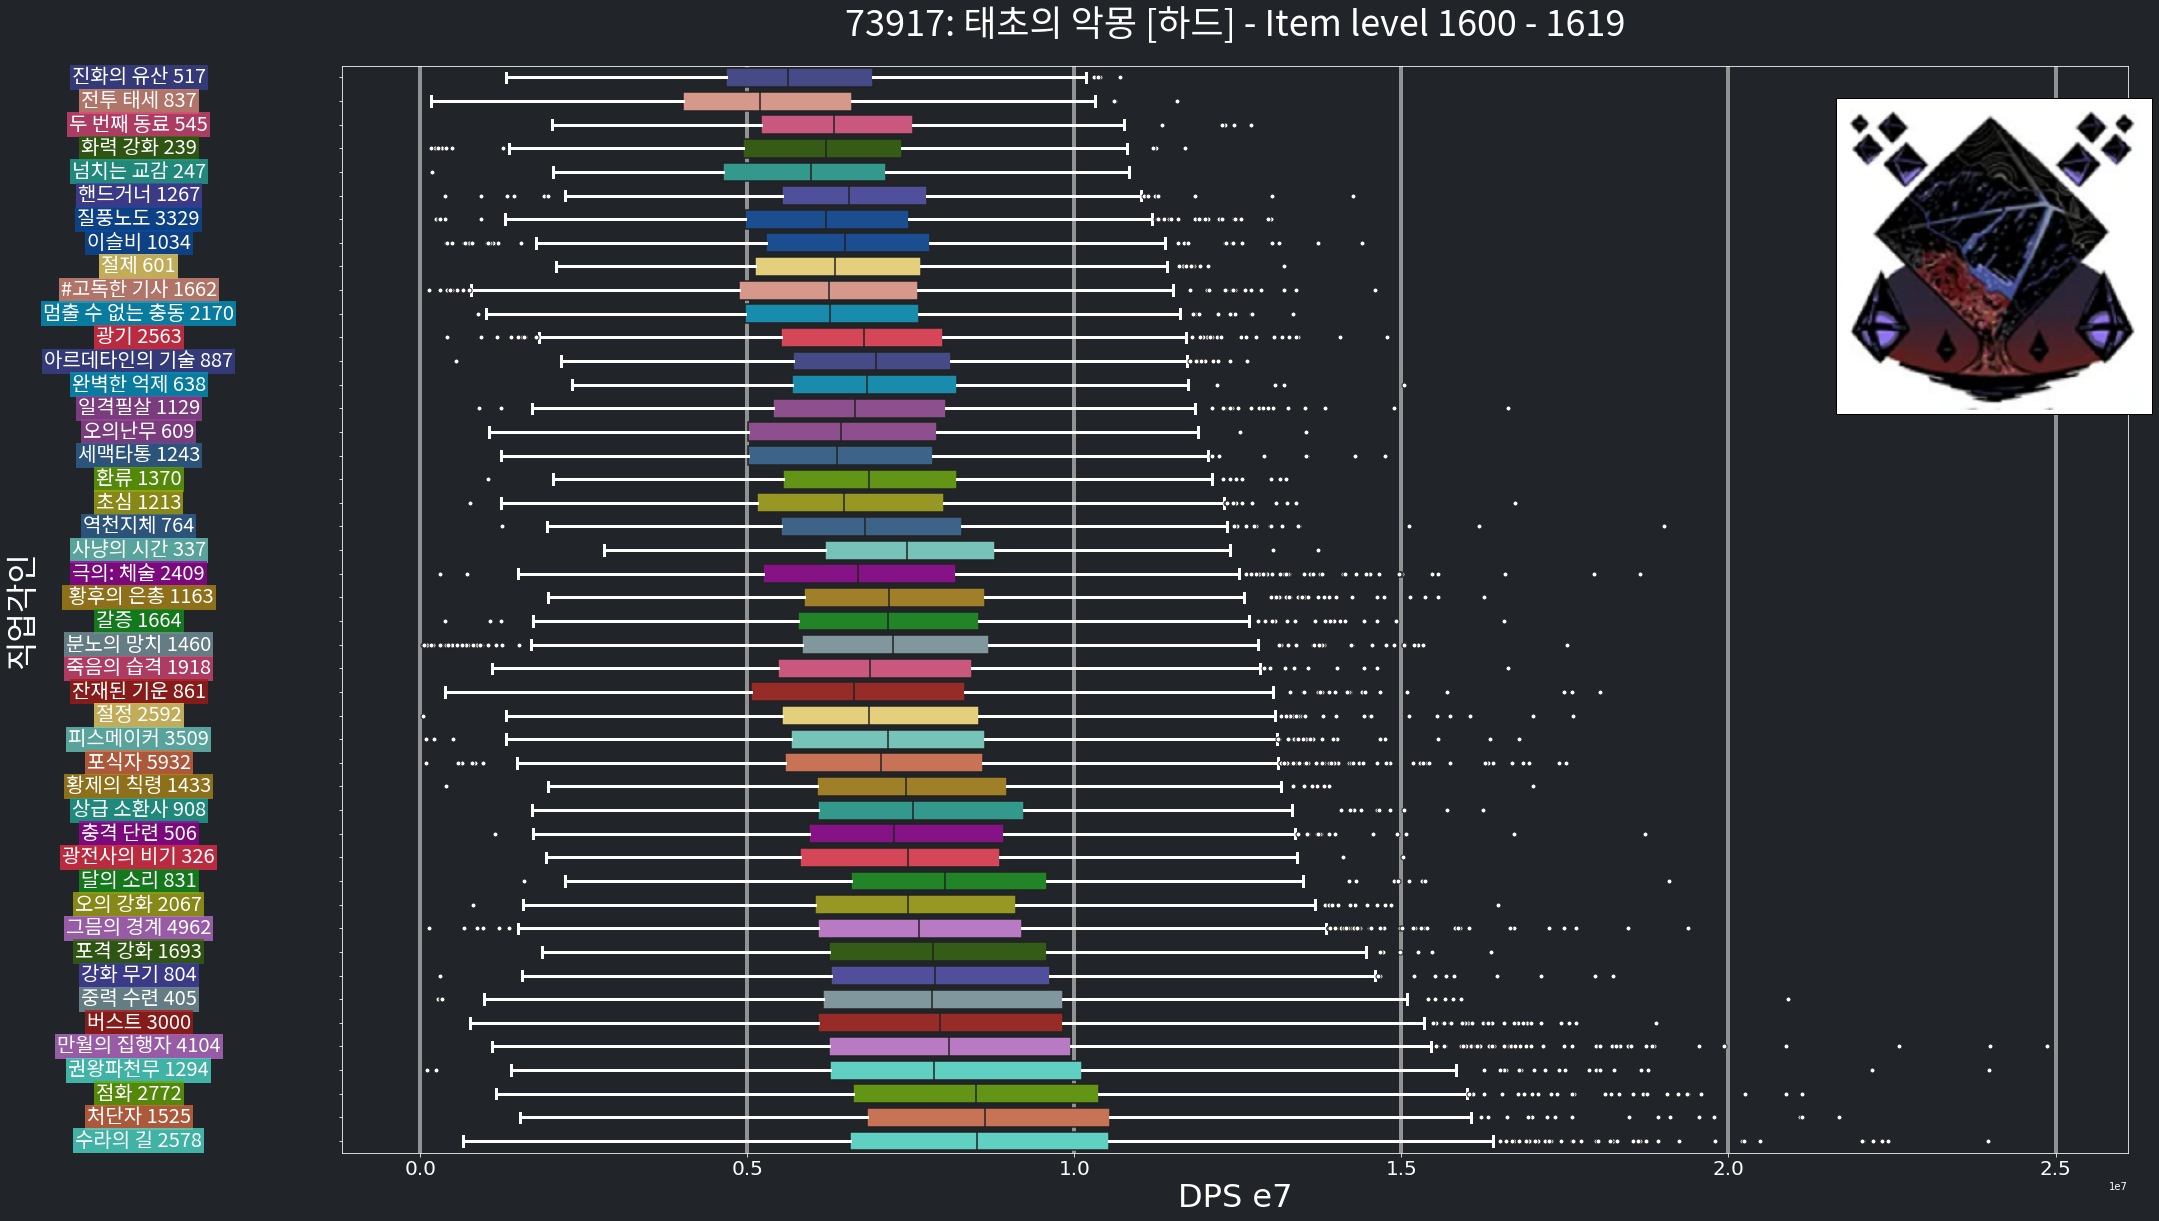 73917: 태초의 악몽 [하드] - Item level 1600 - 1619
진화의 유산 517
전투 태세 837
두 번째 동료 545
화력 강화 239
넘치는 교감 247
핸드거너 1267
질풍노도 3329
이슬비 1034
절제 601
#고독한 기사 1662
멈출 수 없는 충동 2170
광기 2563
아르데타인의 기술 887
완벽한 억제 638
일격필살 1129
오의난무 609
세맥타통 1243
환류 1370
초심 1213
역천지체 764
사냥의 시간 337
극의: 체술 2409
황후의 은총 1163
갈증 1664
분노의 망치 1460
죽음의 습격 1918
잔재된 기운 861
절정 2592
피스메이커 3509
포식자 5932
황제의 칙령 1433
상급 소환사 908
충격 단련 506
광전사의 비기 326
달의 소리 831
오의 강화 2067
그믐의 경계 4962
포격 강화 1693
강화 무기 804
중력 수련 405
버스트 3000
만월의 집행자 4104
권왕파천무 1294
점화 2772
처단자 1525
수라의 길 2578
직업각인
0.0 0.5 1.0 1.5 2.0 2.5
DPS e7
1e7